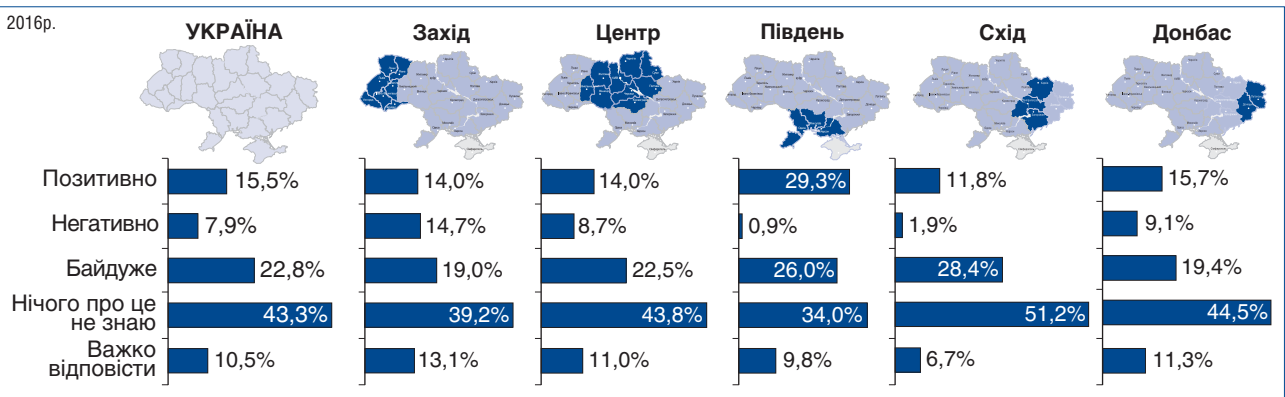 2016р.
УКРАЇНА Захід Центр Південь Схід Донбас
Позитивно 15,5% 14,0% 14,0% 29,3% 11,8% 15,7%
Негативно 7,9% 14,7% 8,7% 0,9% 1,9% 9,1%
Байдуже 22,8% 19,0% 22,5% 26,0% 28,4% 19,4%
Нічого про це
не знаю 43,3% 39,2% 43,8% 34,0% 51,2% 44,5%
Важко
відповісти 10,5% 13,1% 11,0% 9,8% 6,7% 11,3%